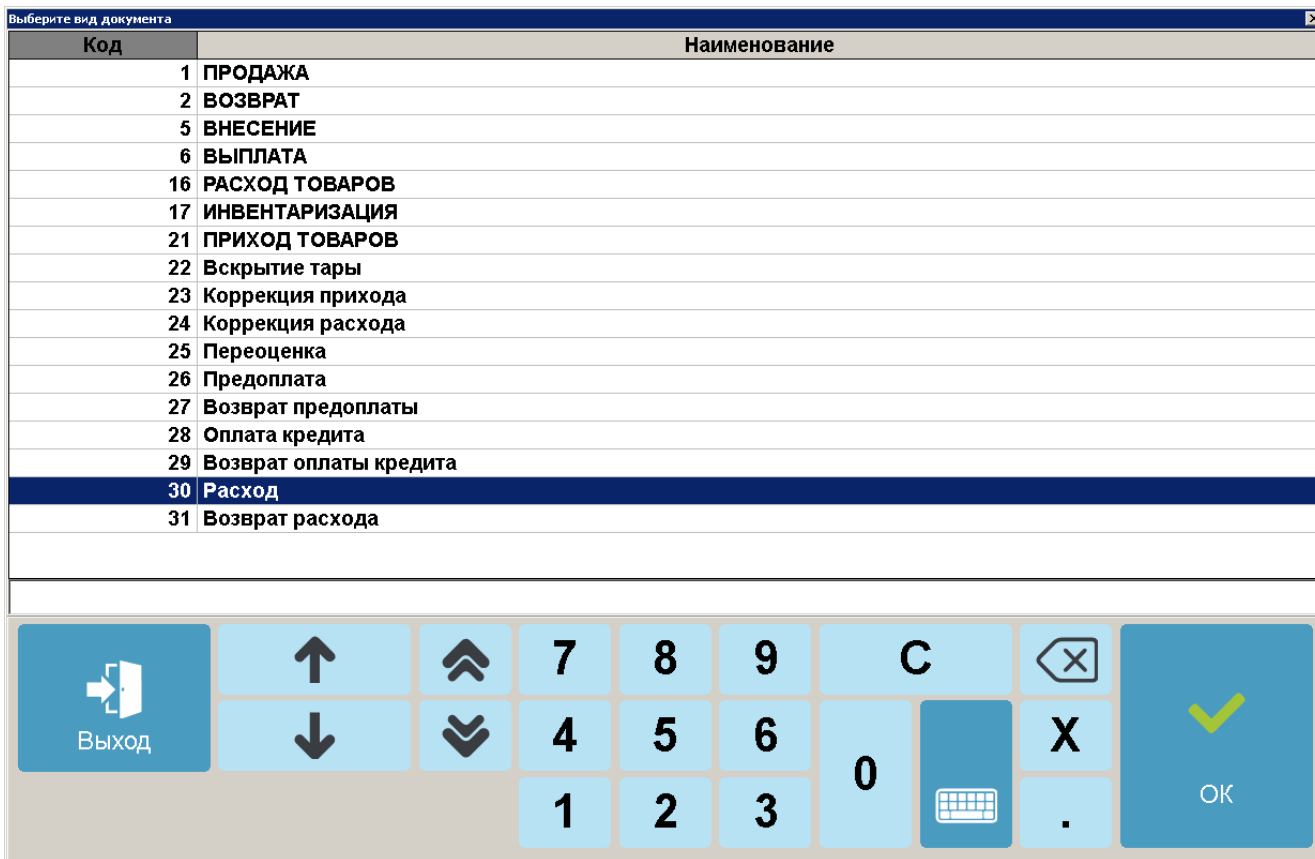 Выберите вид документа
Код Наименование
1 ПРОДАЖА
2 ВОЗВРАТ
5 ВНЕСЕНИЕ
6 ВЫПЛАТА
16 РАСХОД ТОВАРОВ
17 ИНВЕНТАРИЗАЦИЯ
21 ПРИХОД ТОВАРОВ
22 Вскрытие тары
23 Коррекция прихода
24 Коррекция расхода
25 Переоценка
26 Предоплата
27 Возврат предоплаты
28 Оплата кредита
29 Возврат оплаты кредита
30 Расход
31 Возврат расхода
7 8 9 C
Выход 4 5 6 0 X ОК
1 2 3 .